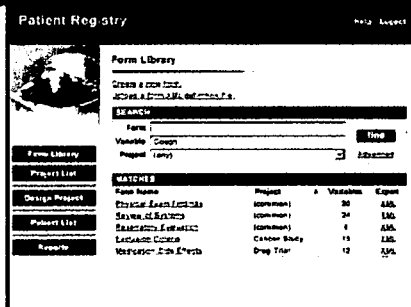 Patient Registry
Help Logout
Form Library
Create a new form.
Upload a form XML definition file.
SEARCH
Form
Variable Cough
find
Project (any)
Advanced
Form Library
Project List
Design Project
Patient List
Reports
MATCHES
Form Name Project Variables Export
Physical Exam Findings (common) 30 XML
Review of Systems (common) 24 XML
Respiratory Evaluation (common) XML
Exclusion Criteria Cancer Study 15 XML
Medication Side Effects Drug Trial 12 XML